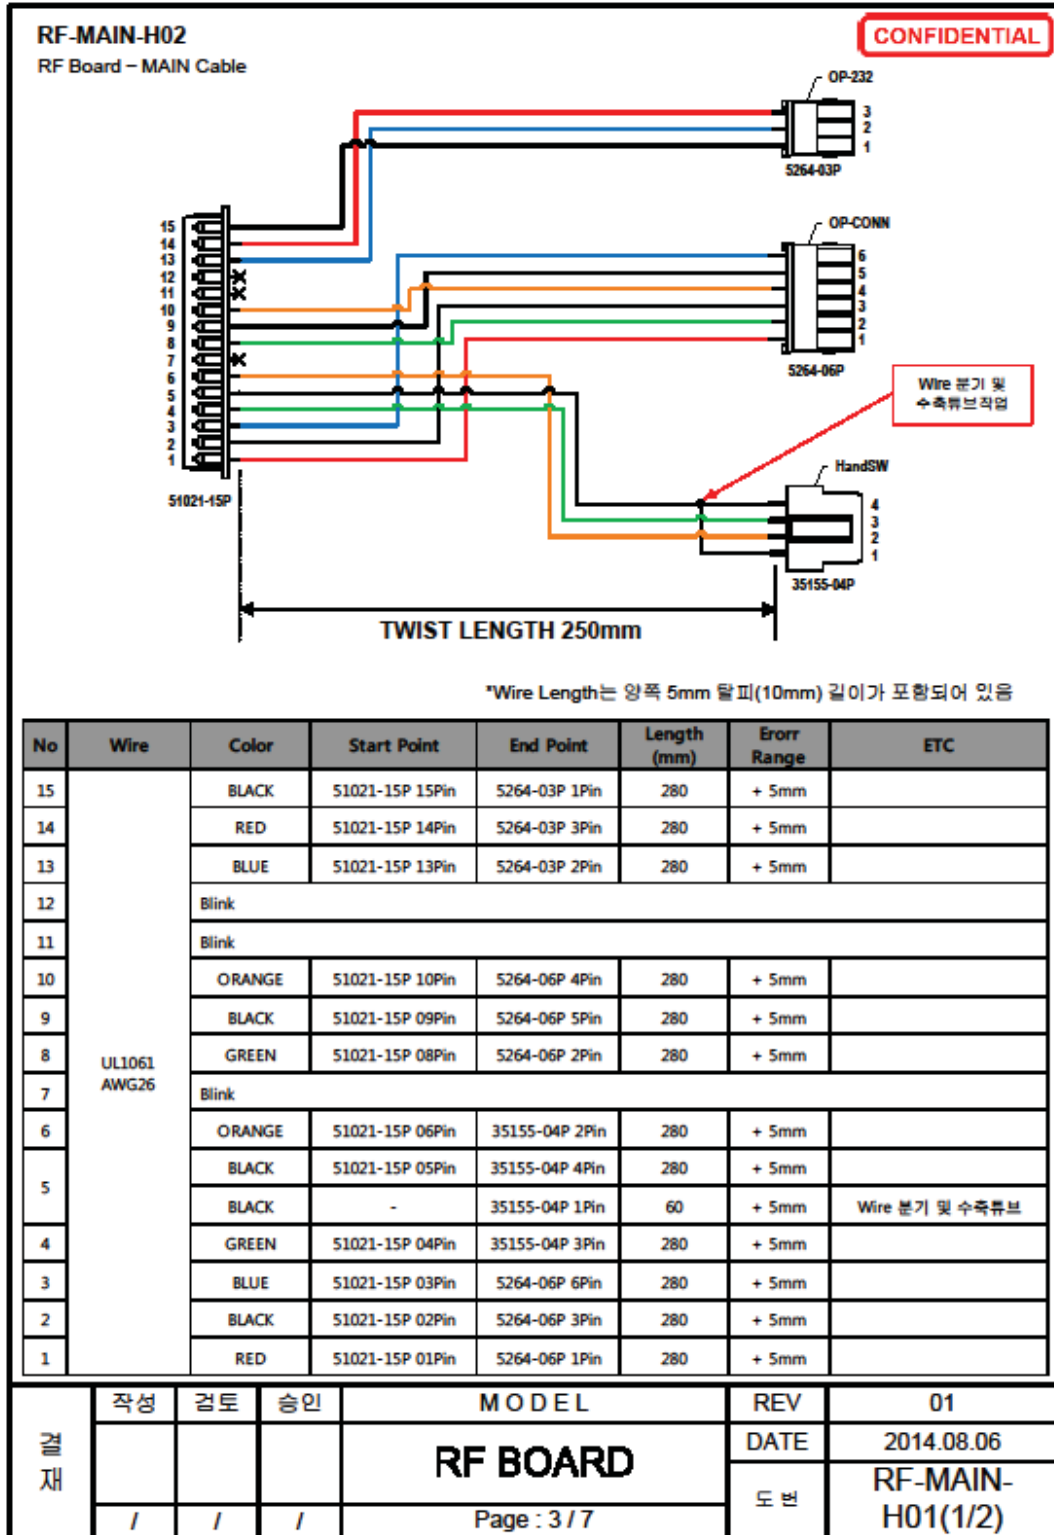 RF-MAIN-H02
CONFIDENTIAL
RF Board – MAIN Cable
OP-232
3
2
1
5264-03P
15
14
13
12
11
10
9
8
7
6
5
4
3
2
1
51021-15P
OP-CONN
6
5
4
3
2
1
5264-06P
Wire 분기 및
수축튜브작업
HandSW
4
3
2
1
35155-04P
TWIST LENGTH 250mm
*Wire Length는 양쪽 5mm 탈피(10mm) 길이가 포함되어 있음
No Wire Color Start Point End Point Length (mm) Erorr Range ETC
15 BLACK 51021-15P 15Pin 5264-03P 1Pin 280 + 5mm
14 RED 51021-15P 14Pin 5264-03P 3Pin 280 + 5mm
13 BLUE 51021-15P 13Pin 5264-03P 2Pin 280 + 5mm
12 Blink
11 Blink
10 ORANGE 51021-15P 10Pin 5264-06P 4Pin 280 + 5mm
9 BLACK 51021-15P 09Pin 5264-06P 5Pin 280 + 5mm
8 GREEN 51021-15P 08Pin 5264-06P 2Pin 280 + 5mm
UL1061
AWG26
7 Blink
6 ORANGE 51021-15P 06Pin 35155-04P 2Pin 280 + 5mm
5 BLACK 51021-15P 05Pin 35155-04P 4Pin 280 + 5mm
BLACK - 35155-04P 1Pin 60 + 5mm Wire 분기 및 수축튜브
4 GREEN 51021-15P 04Pin 35155-04P 3Pin 280 + 5mm
3 BLUE 51021-15P 03Pin 5264-06P 6Pin 280 + 5mm
2 BLACK 51021-15P 02Pin 5264-06P 3Pin 280 + 5mm
1 RED 51021-15P 01Pin 5264-06P 1Pin 280 + 5mm
결재 작성 검토 승인 MODEL REV 01
RF BOARD DATE 2014.08.06
도 번 RF-MAIN-
H01(1/2)
/ / / Page : 3 / 7